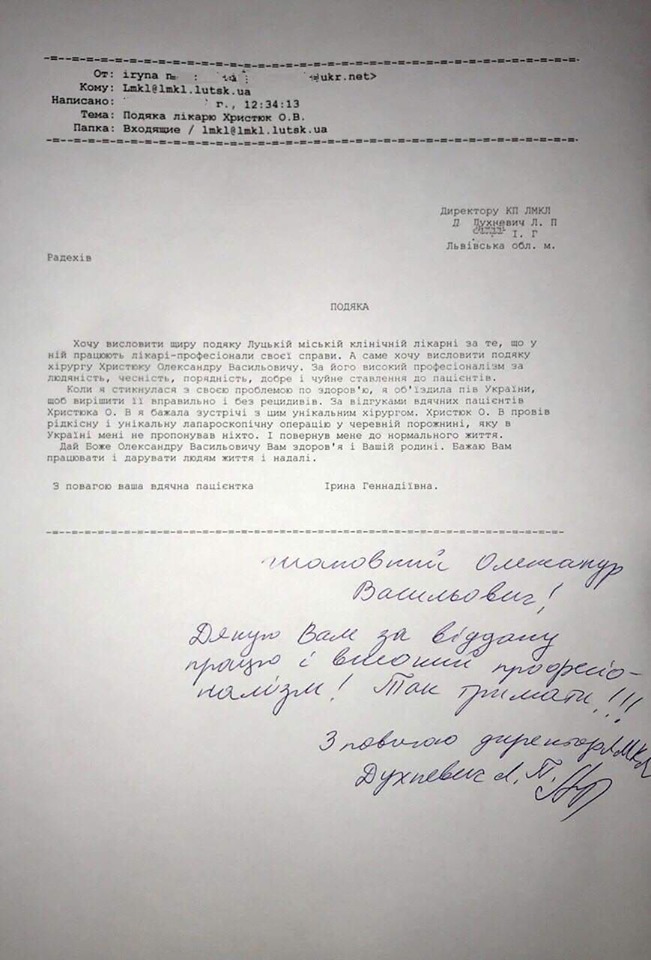 -=--=--=--=--=--=--=--=--=--=--=--=--=--=--=--=--=--=--=-
От: iryna n ukr.net>
Кому: Lmkl@lmkl.lutsk.ua
Написано: г., 12:34:13
Тема: Подяка лікарю Христюк О.В.
Папка: Входящие / lmkl@lmkl.lutsk.ua
-=--=--=--=--=--=--=--=--=--=--=--=--=--=--=--=--=--=--=-
Директору КП ЛМКЛ
Д Духневич Л. П
І. Г
Львівська обл. м.
Радехів
ПОДЯКА
Хочу висловити щиру подяку Луцькій міській клінічній лікарні за те, що у
ній працюють лікарі-професіонали своєї справи. А саме хочу висловити подяку
хірургу Христюку Олександру Васильовичу. За його високий професіоналізм за
людяність, чесність, порядність, добре і чуйне ставлення до пацієнтів.
Коли я стикнулася з своєю проблемою по здоров'ю, я об'їздила пів України,
щоб вирішити її вправильно і без рецидивів. За відгуками вдячних пацієнтів
Христюка О. В я бажала зустрічі з цим унікальним хірургом. Христюк О. В провів
рідкісну і унікальну лапароскопічну операцію у черевній порожнині, яку в
Україні мені не пропонував ніхто. І повернув мене до нормального життя.
Дай Боже Олександру Васильовичу Вам здоров'я і Вашій родині. Бажаю Вам
працювати і дарувати людям життя і надалі.
З повагою ваша вдячна пацієнтка Ірина Геннадіївна.
-=--=--=--=--=--=--=--=--=--=--=--=--=--=--=--=--=--=--=-
Шановний Олександр
Васильович!
Дякую Вам за віддану
працю і високий професіо-
налізм! Так тримати!!!
З повагою директор ЛМКЛ
Духневич Л. П.